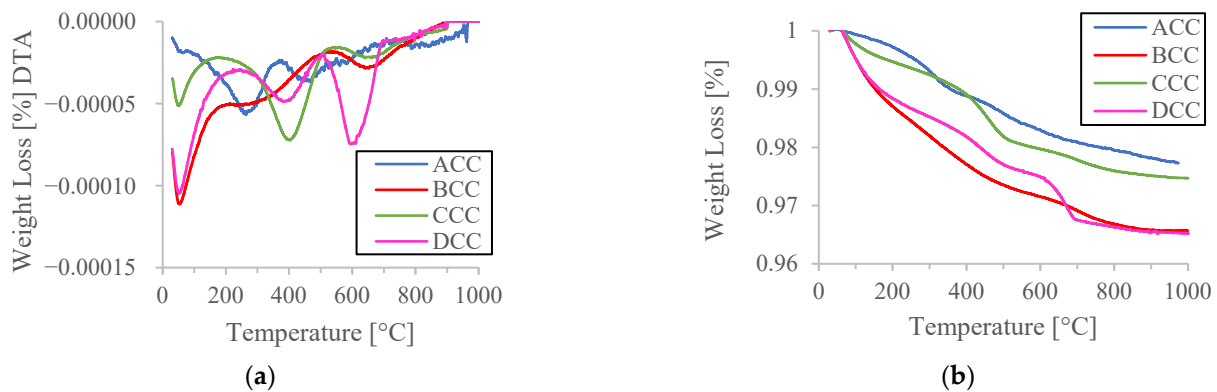 Weight Loss [%] DTA
0.00000
−0.00005
−0.00010
−0.00015
ACC
BCC
CCC
DCC
0 200 400 600 800 1000
Temperature [°C]
(a)
Weight Loss [%]
1
0.99
0.98
0.97
0.96
ACC
BCC
CCC
DCC
0 200 400 600 800 1000
Temperature [°C]
(b)